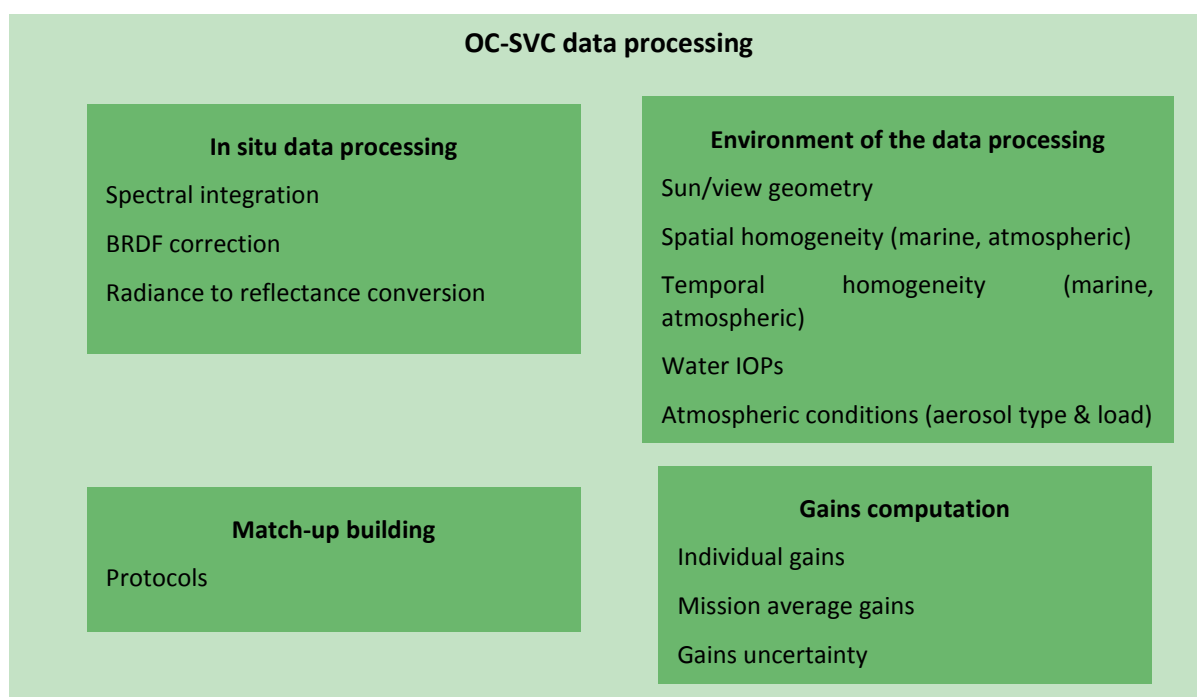 OC-SVC data processing
In situ data processing
Spectral integration
BRDF correction
Radiance to reflectance conversion
Environment of the data processing
Sun/view geometry
Spatial homogeneity (marine, atmospheric)
Temporal homogeneity (marine,
atmospheric)
Water IOPs
Atmospheric conditions (aerosol type & load)
Match-up building
Protocols
Gains computation
Individual gains
Mission average gains
Gains uncertainty